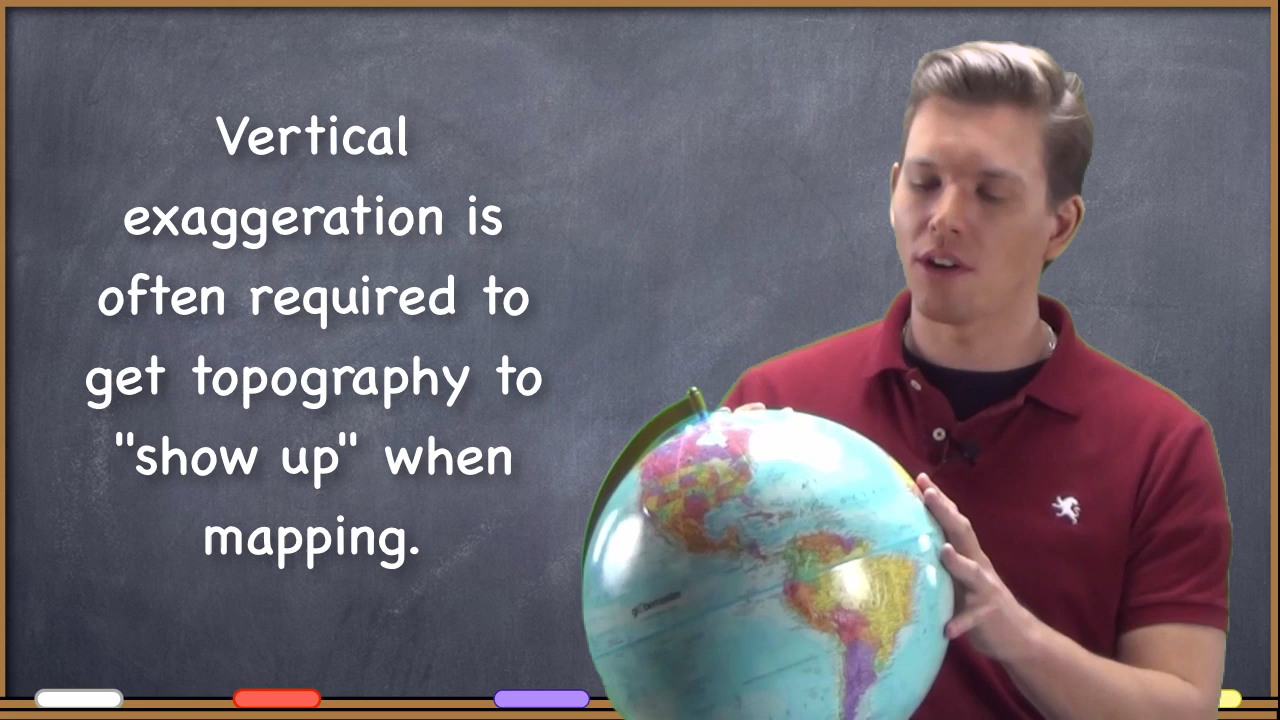 Vertical
exaggeration is
often required to
get topography to
"show up" when
mapping.